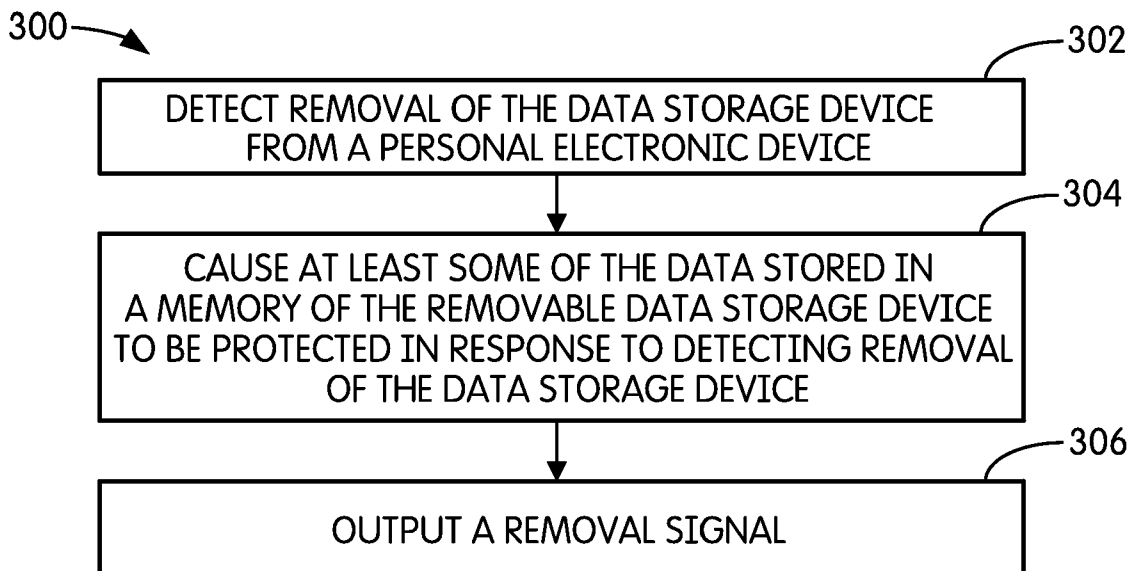 300
302
DETECT REMOVAL OF THE DATA STORAGE DEVICE
FROM A PERSONAL ELECTRONIC DEVICE
304
CAUSE AT LEAST SOME OF THE DATA STORED IN
A MEMORY OF THE REMOVABLE DATA STORAGE DEVICE
TO BE PROTECTED IN RESPONSE TO DETECTING REMOVAL
OF THE DATA STORAGE DEVICE
306
OUTPUT A REMOVAL SIGNAL